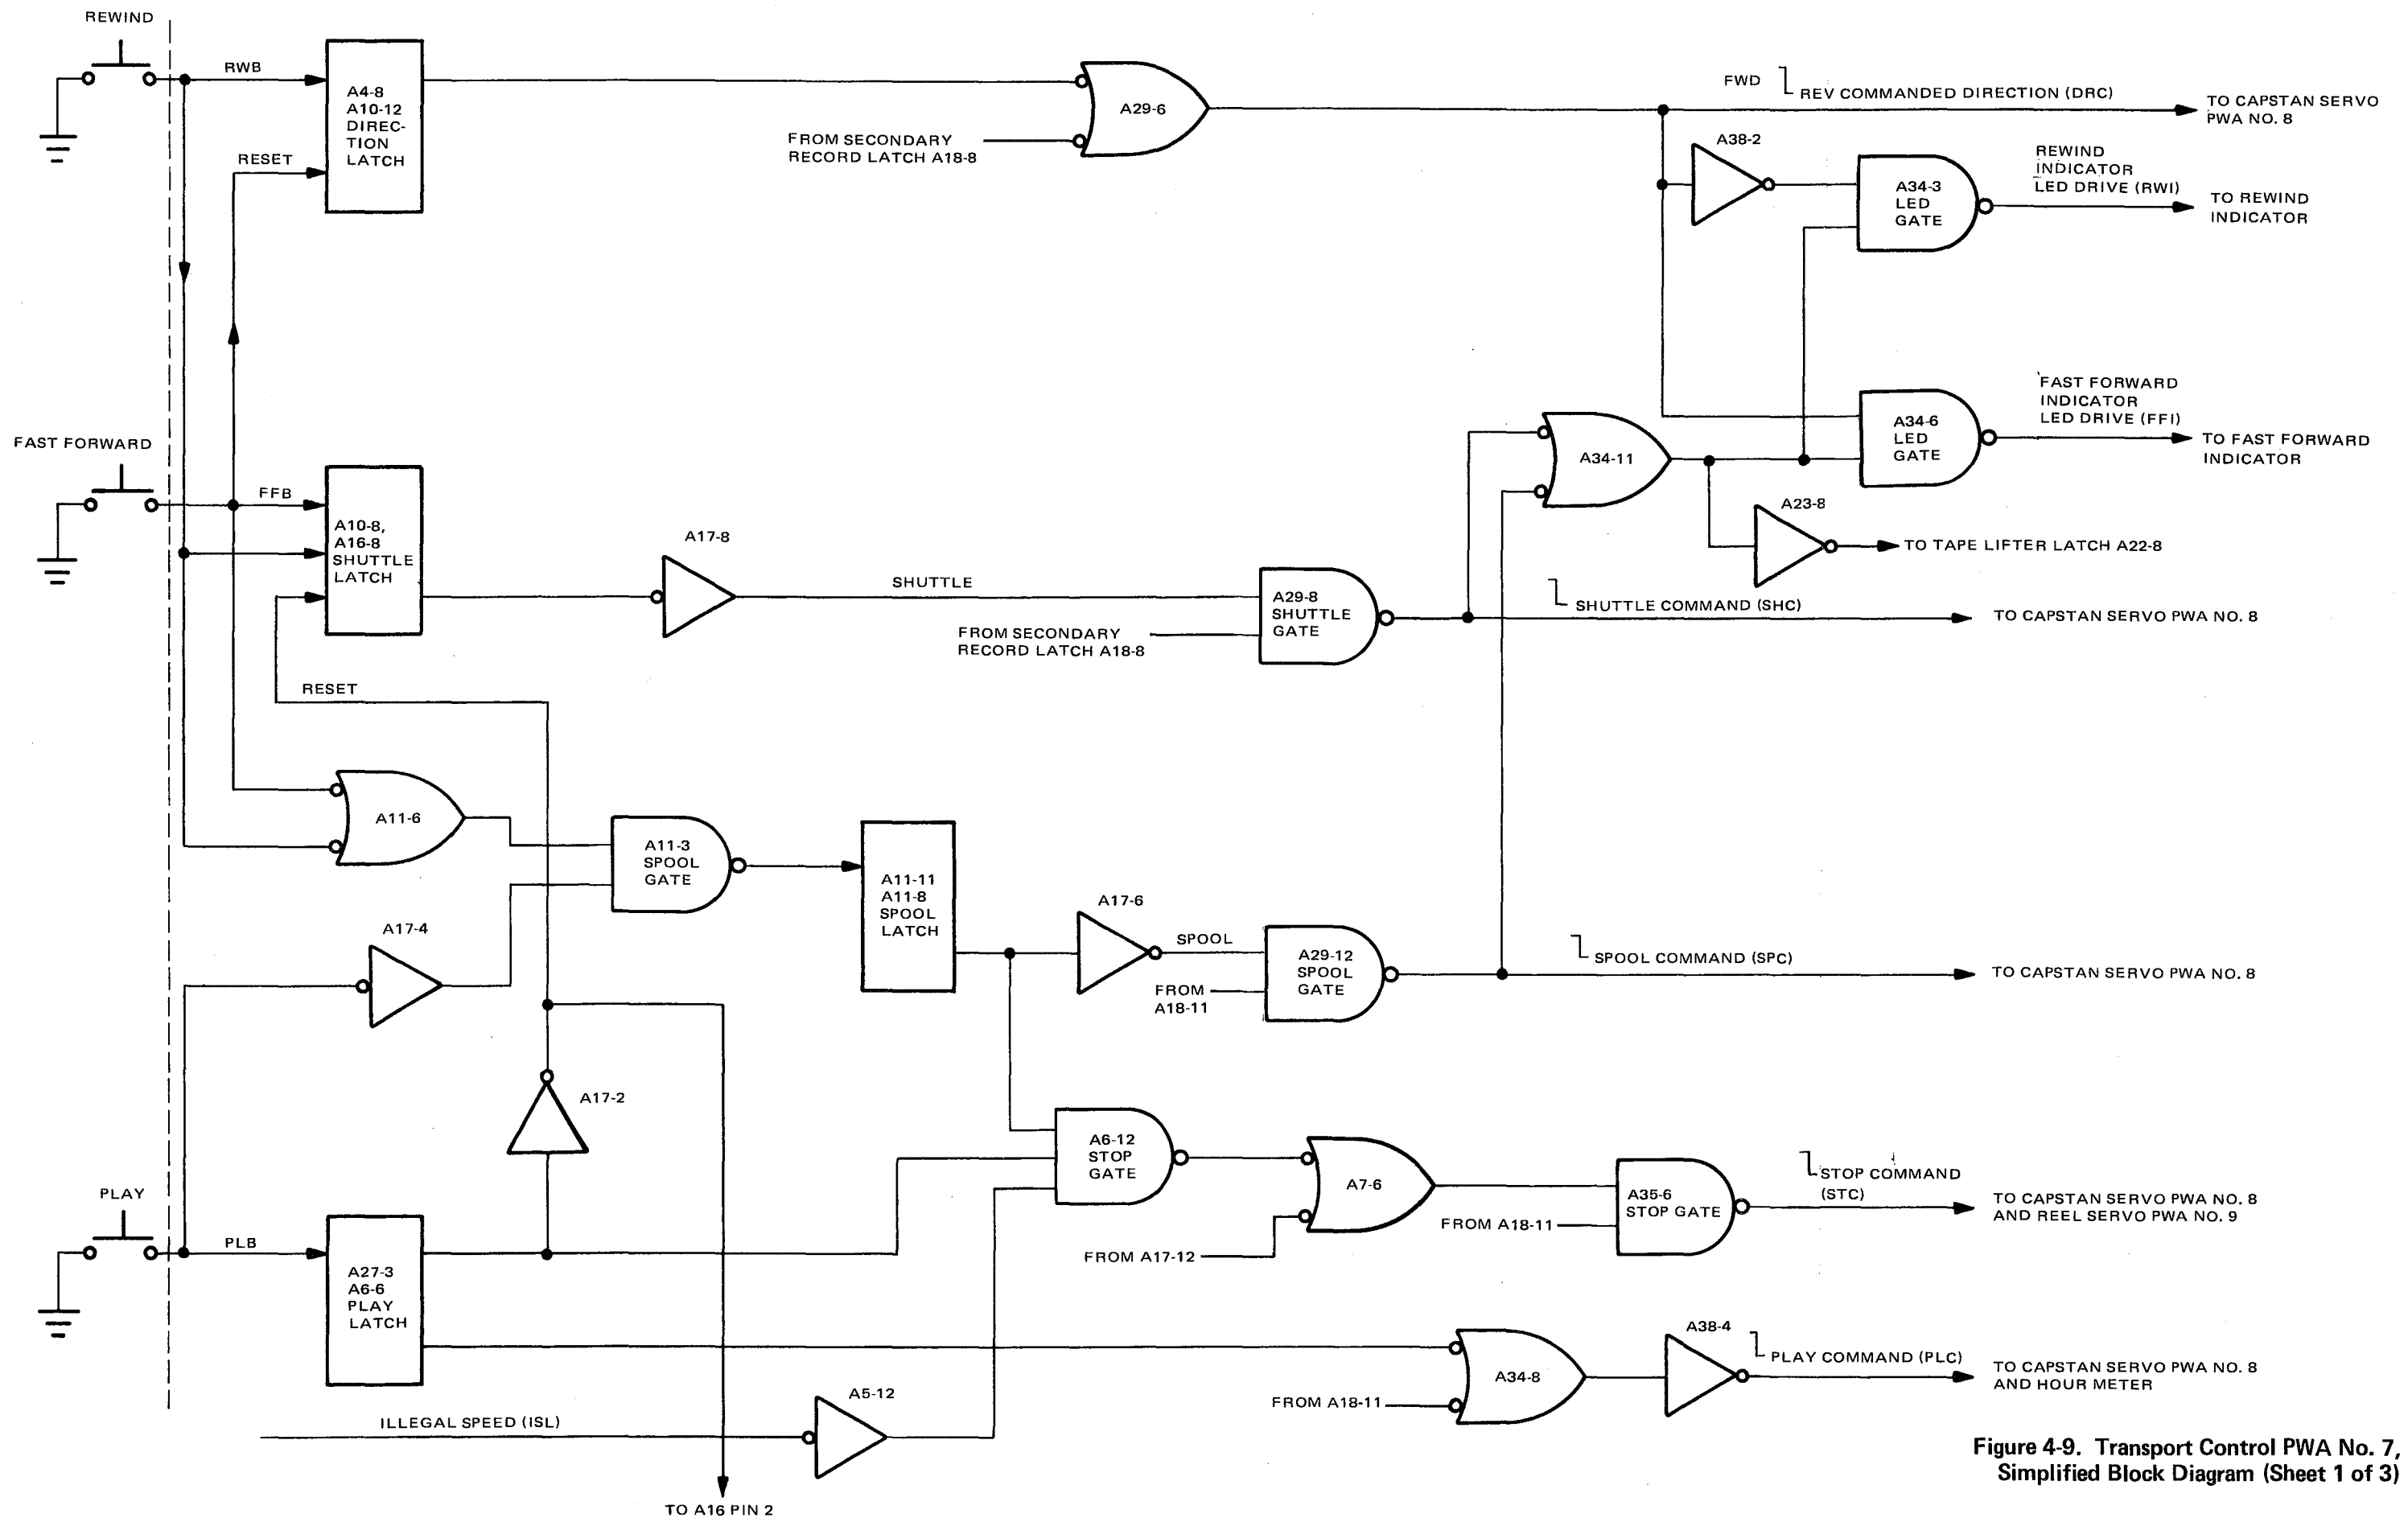 REWIND
RWB
A4-8
A10-12
DIREC-
TION
LATCH
RESET
A29-6
FROM SECONDARY
RECORD LATCH A18-8
FWD
REV COMMANDED DIRECTION (DRC)
TO CAPSTAN SERVO
PWA NO. 8
A38-2
A34-3
LED
GATE
REWIND
INDICATOR
LED DRIVE (RWI)
TO REWIND
INDICATOR
FAST FORWARD
FFB
A10-8,
A16-8
SHUTTLE
LATCH
A17-8
SHUTTLE
FROM SECONDARY
RECORD LATCH A18-8
A29-8
SHUTTLE
GATE
A34-11
A34-6
LED
GATE
FAST FORWARD
INDICATOR
LED DRIVE (FFI)
TO FAST FORWARD
INDICATOR
A23-8
TO TAPE LIFTER LATCH A22-8
SHUTTLE COMMAND (SHC)
TO CAPSTAN SERVO PWA NO. 8
RESET
A11-6
A11-3
SPOOL
GATE
A17-4
A11-11
A11-8
SPOOL
LATCH
A17-6
SPOOL
FROM
A18-11
A29-12
SPOOL
GATE
SPOOL COMMAND (SPC)
TO CAPSTAN SERVO PWA NO. 8
A17-2
PLAY
PLB
A27-3
A6-6
PLAY
LATCH
A6-12
STOP
GATE
A7-6
FROM A17-12
FROM A18-11
A35-6
STOP GATE
STOP COMMAND
(STC)
TO CAPSTAN SERVO PWA NO. 8
AND REEL SERVO PWA NO. 9
A34-8
FROM A18-11
A38-4
PLAY COMMAND (PLC)
TO CAPSTAN SERVO PWA NO. 8
AND HOUR METER
ILLEGAL SPEED (ISL)
A5-12
TO A16 PIN 2
Figure 4-9. Transport Control PWA No. 7,
Simplified Block Diagram (Sheet 1 of 3)